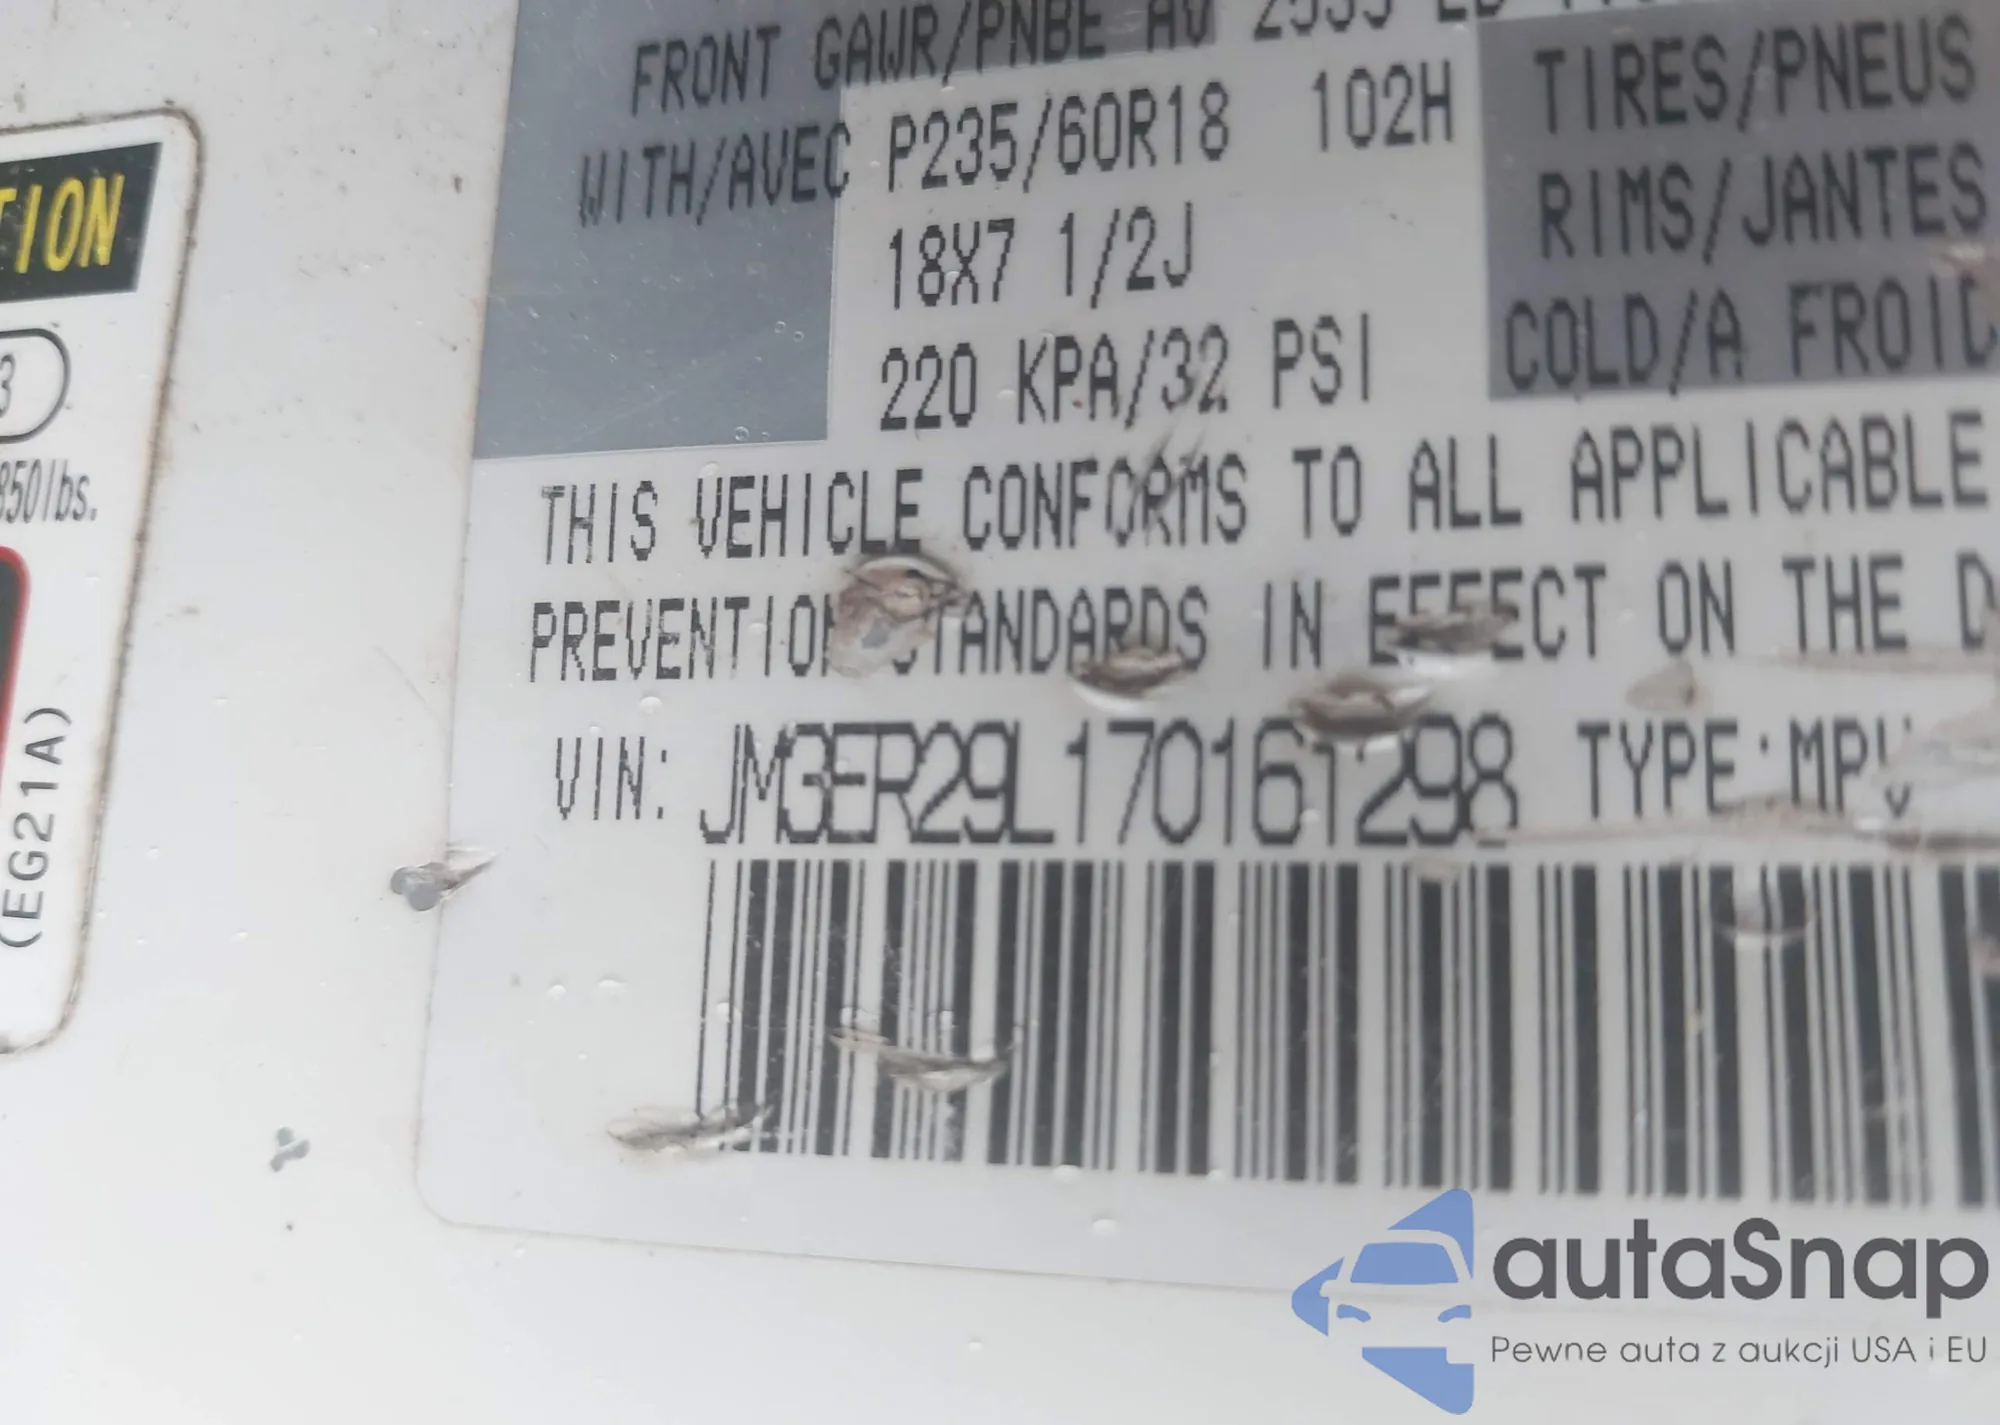 FRONT GAWR/PNBE AV
WITH/AVEC P235/60R18 102H TIRES/PNEUS
18X7 1/2J RIMS/JANTES
220 KPA/32 PSI COLD/A FROID
THIS VEHICLE CONFORMS TO ALL APPLICABLE
PREVENTION STANDARDS IN EFFECT ON THE D
VIN: JM3ER29L170161298 TYPE:MPV
TION
3
850lbs.
(EG21A)
autaSnap
Pewne auta z aukcji USA i EU